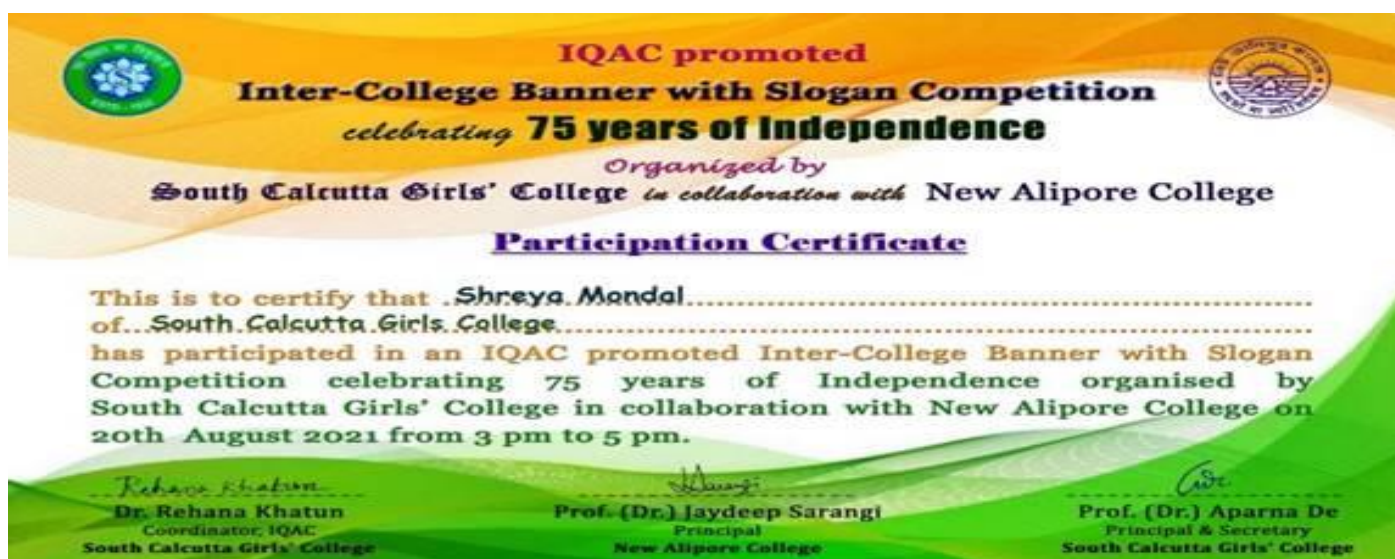 IQAC promoted
Inter-College Banner with Slogan Competition
celebrating 75 years of Independence
Organized by
South Calcutta Girls' College in collaboration with New Alipore College
Participation Certificate
This is to certify that Shreya Mondal
of South Calcutta Girls College
has participated in an IQAC promoted Inter-College Banner with Slogan
Competition celebrating 75 years of Independence organised by
South Calcutta Girls' College in collaboration with New Alipore College on
20th August 2021 from 3 pm to 5 pm.
Rehana Khatun
Dr. Rehana Khatun
Coordinator, IQAC
South Calcutta Girls' College
Prof. (Dr.) Jaydeep Sarangi
Principal
New Alipore College
Prof. (Dr.) Aparna De
Principal & Secretary
South Calcutta Girls' College